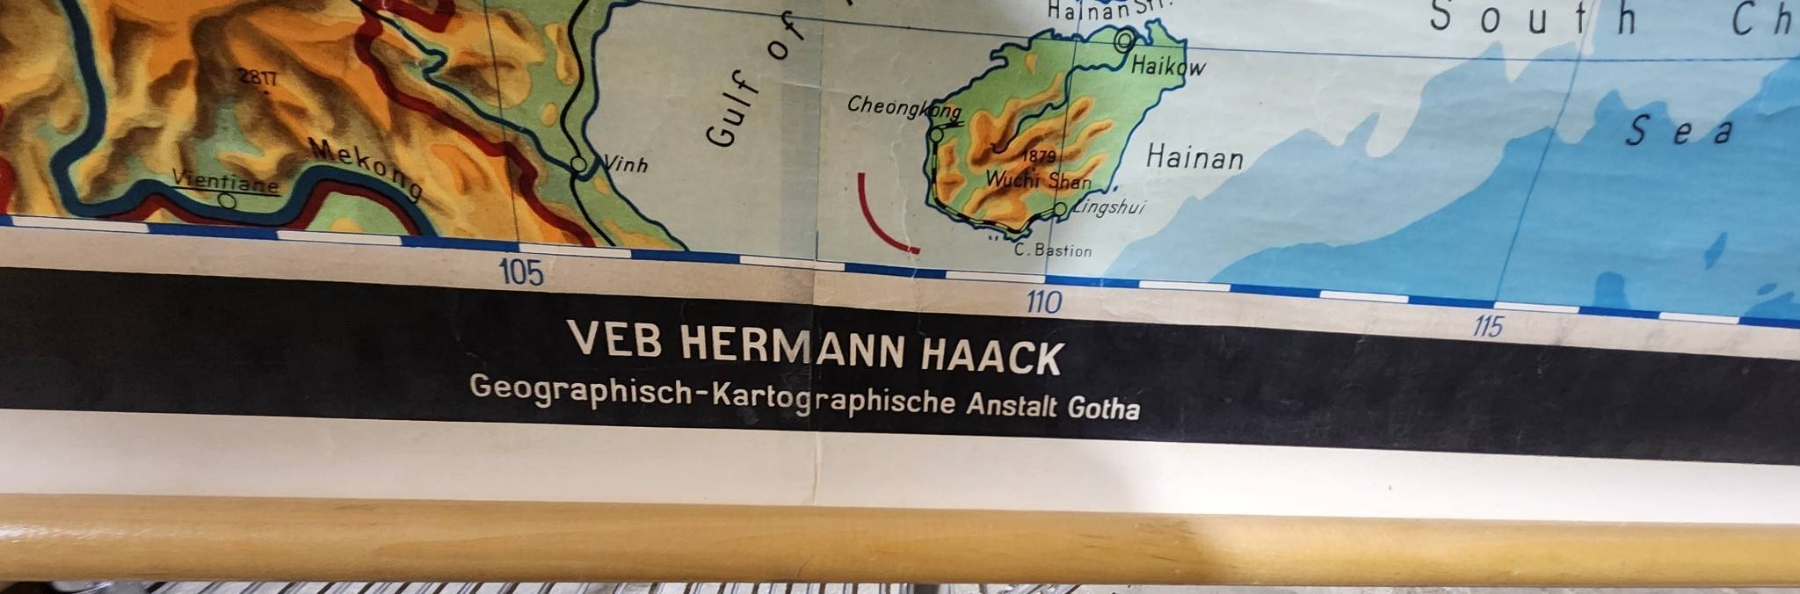 Hainan Str.
South Ch
Sea
Gulf of
Haikow
Cheongkong
2817
Mekong
Vinh
Vientiane
1879
Wuchi Shan
Hainan
Lingshui
C. Bastion
105
110
115
VEB HERMANN HAACK
Geographisch-Kartographische Anstalt Gotha